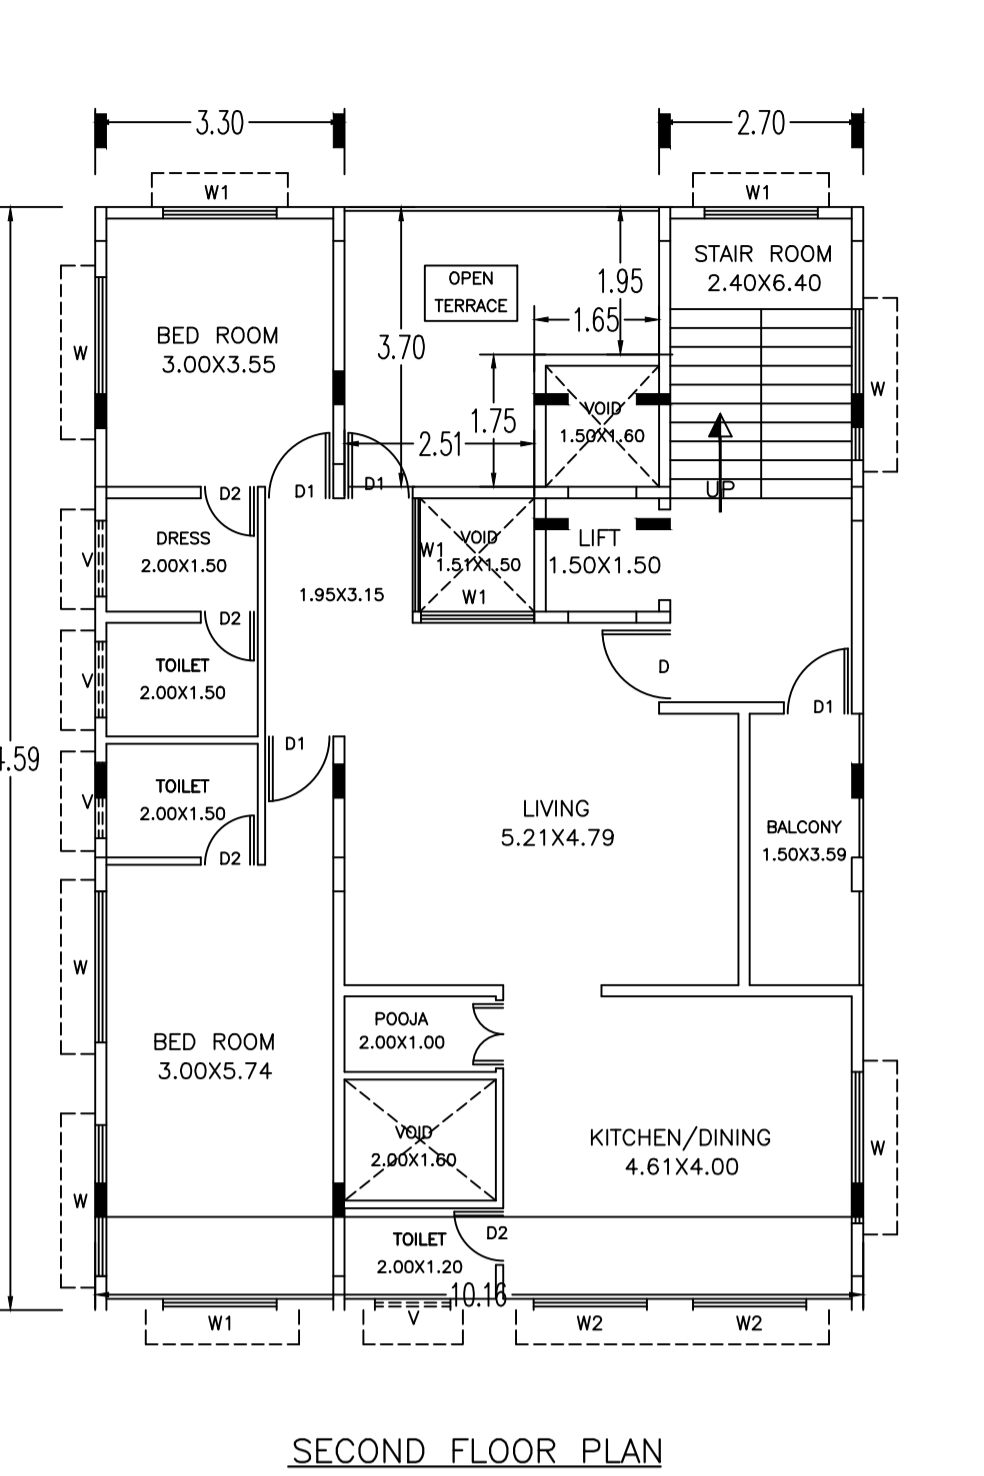 3.30
2.70
W1
W1
STAIR ROOM
2.40X6.40
OPEN
TERRACE
1.95
1.65
BED ROOM
3.00X3.55
W
3.70
W
VOID
1.50X1.60
1.75
2.51
D1
D1
D2
UP
DRESS
2.00X1.50
V
VOID
W1
1.51X1.50
W1
LIFT
1.50X1.50
1.95X3.15
D2
TOILET
2.00X1.50
V
D
D1
D1
4.59
TOILET
2.00X1.50
V
D2
LIVING
5.21X4.79
BALCONY
1.50X3.59
W
BED ROOM
3.00X5.74
POOJA
2.00X1.00
VOID
2.00X1.60
KITCHEN/DINING
4.61X4.00
W
W
TOILET
2.00X1.20
D2
10.16
W1
V
W2
W2
SECOND FLOOR PLAN